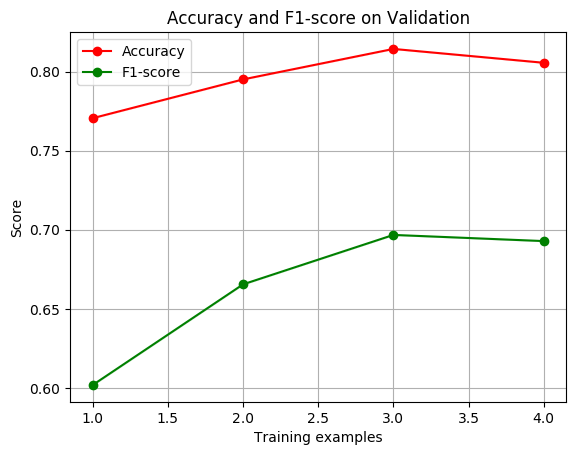 Accuracy and F1-score on Validation
Accuracy
F1-score
0.80
0.75
0.70
0.65
0.60
Score
1.0 1.5 2.0 2.5 3.0 3.5 4.0
Training examples